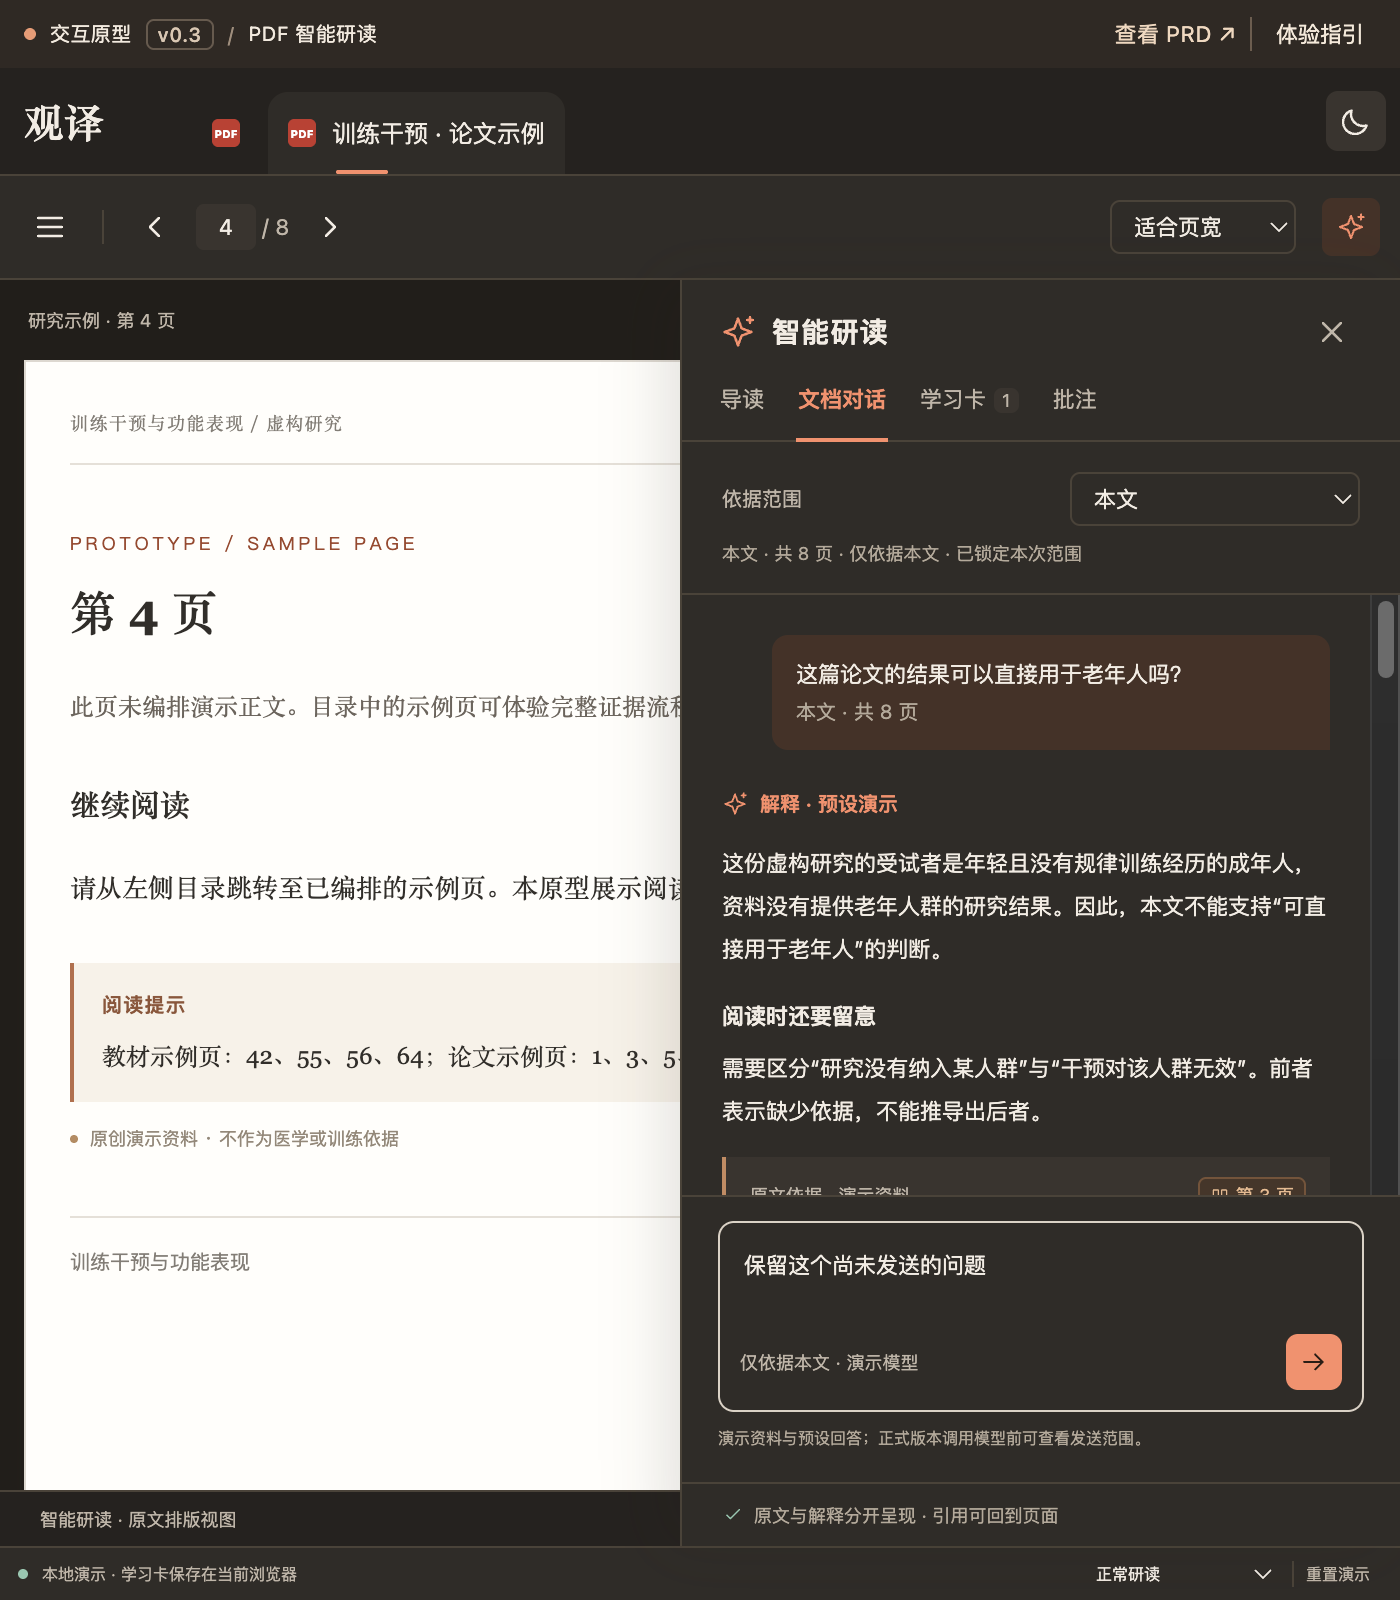 交互原型 v0.3 / PDF 智能研读
查看 PRD ↗ 体验指引
观译
PDF
PDF 训练干预 · 论文示例
4 / 8
适合页宽
研究示例 · 第 4 页
训练干预与功能表现 / 虚构研究
PROTOTYPE / SAMPLE PAGE
第 4 页
此页未编排演示正文。目录中的示例页可体验完整证据流
继续阅读
请从左侧目录跳转至已编排的示例页。本原型展示阅
阅读提示
教材示例页：42、55、56、64；论文示例页：1、3、5
原创演示资料 · 不作为医学或训练依据
训练干预与功能表现
智能研读 · 原文排版视图
智能研读
导读 文档对话 学习卡 1 批注
依据范围 本文
本文 · 共 8 页 · 仅依据本文 · 已锁定本次范围
这篇论文的结果可以直接用于老年人吗？
本文 · 共 8 页
解释 · 预设演示
这份虚构研究的受试者是年轻且没有规律训练经历的成年人，
资料没有提供老年人群的研究结果。因此，本文不能支持“可直
接用于老年人”的判断。
阅读时还要留意
需要区分“研究没有纳入某人群”与“干预对该人群无效”。前者
表示缺少依据，不能推导出后者。
原文依据 · 演示资料 第 3 页
保留这个尚未发送的问题
仅依据本文 · 演示模型
演示资料与预设回答；正式版本调用模型前可查看发送范围。
原文与解释分开呈现 · 引用可回到页面
本地演示 · 学习卡保存在当前浏览器
正常研读 重置演示